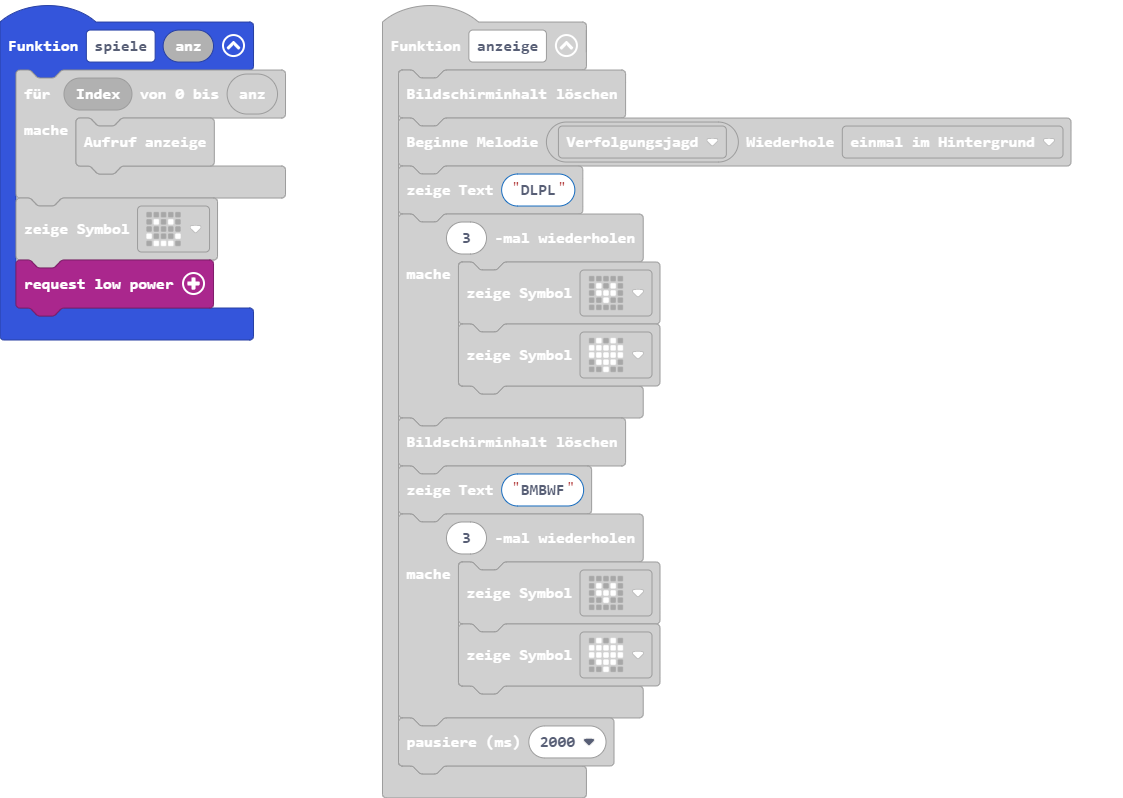 Funktion spiele anz
für Index von 0 bis anz
mache
Aufruf anzeige
zeige Symbol
request low power
Funktion anzeige
Bildschirminhalt löschen
Beginne Melodie Verfolgungsjagd Wiederhole einmal im Hintergrund
zeige Text "DLPL"
3 -mal wiederholen
mache
zeige Symbol
zeige Symbol
Bildschirminhalt löschen
zeige Text "BMBWF"
3 -mal wiederholen
mache
zeige Symbol
zeige Symbol
pausiere (ms) 2000